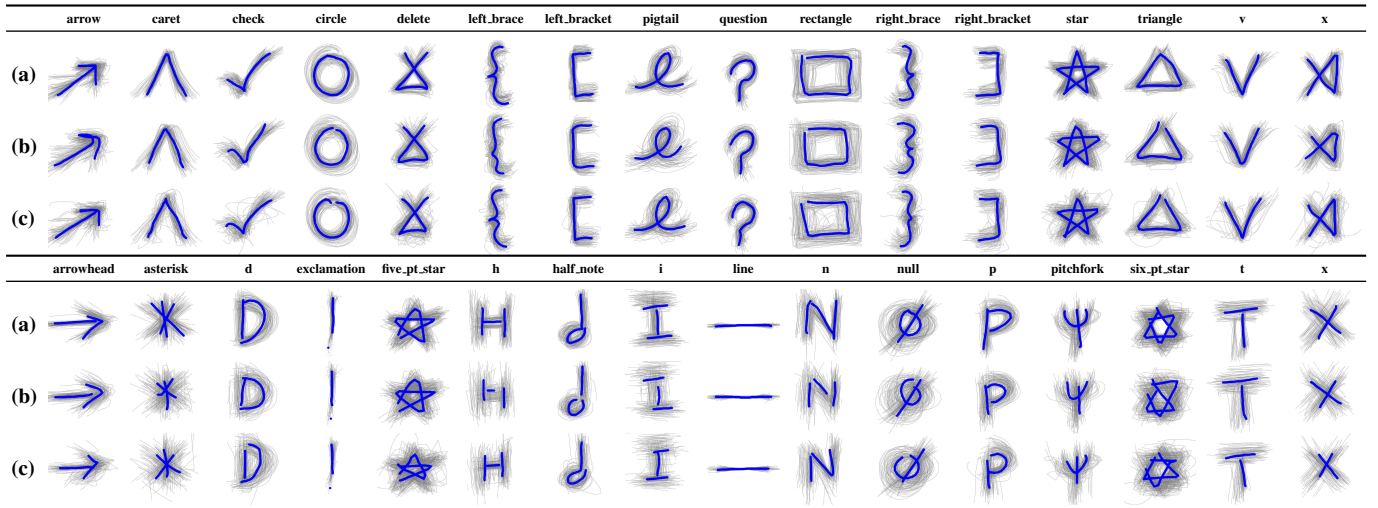 arrow caret check circle delete left_brace left_bracket pigtail question rectangle right_brace right_bracket star triangle v x
(a)
(b)
(c)
arrowhead asterisk d exclamation five_pt_star h half_note i line n null p pitchfork six_pt_star t x
(a)
(b)
(c)